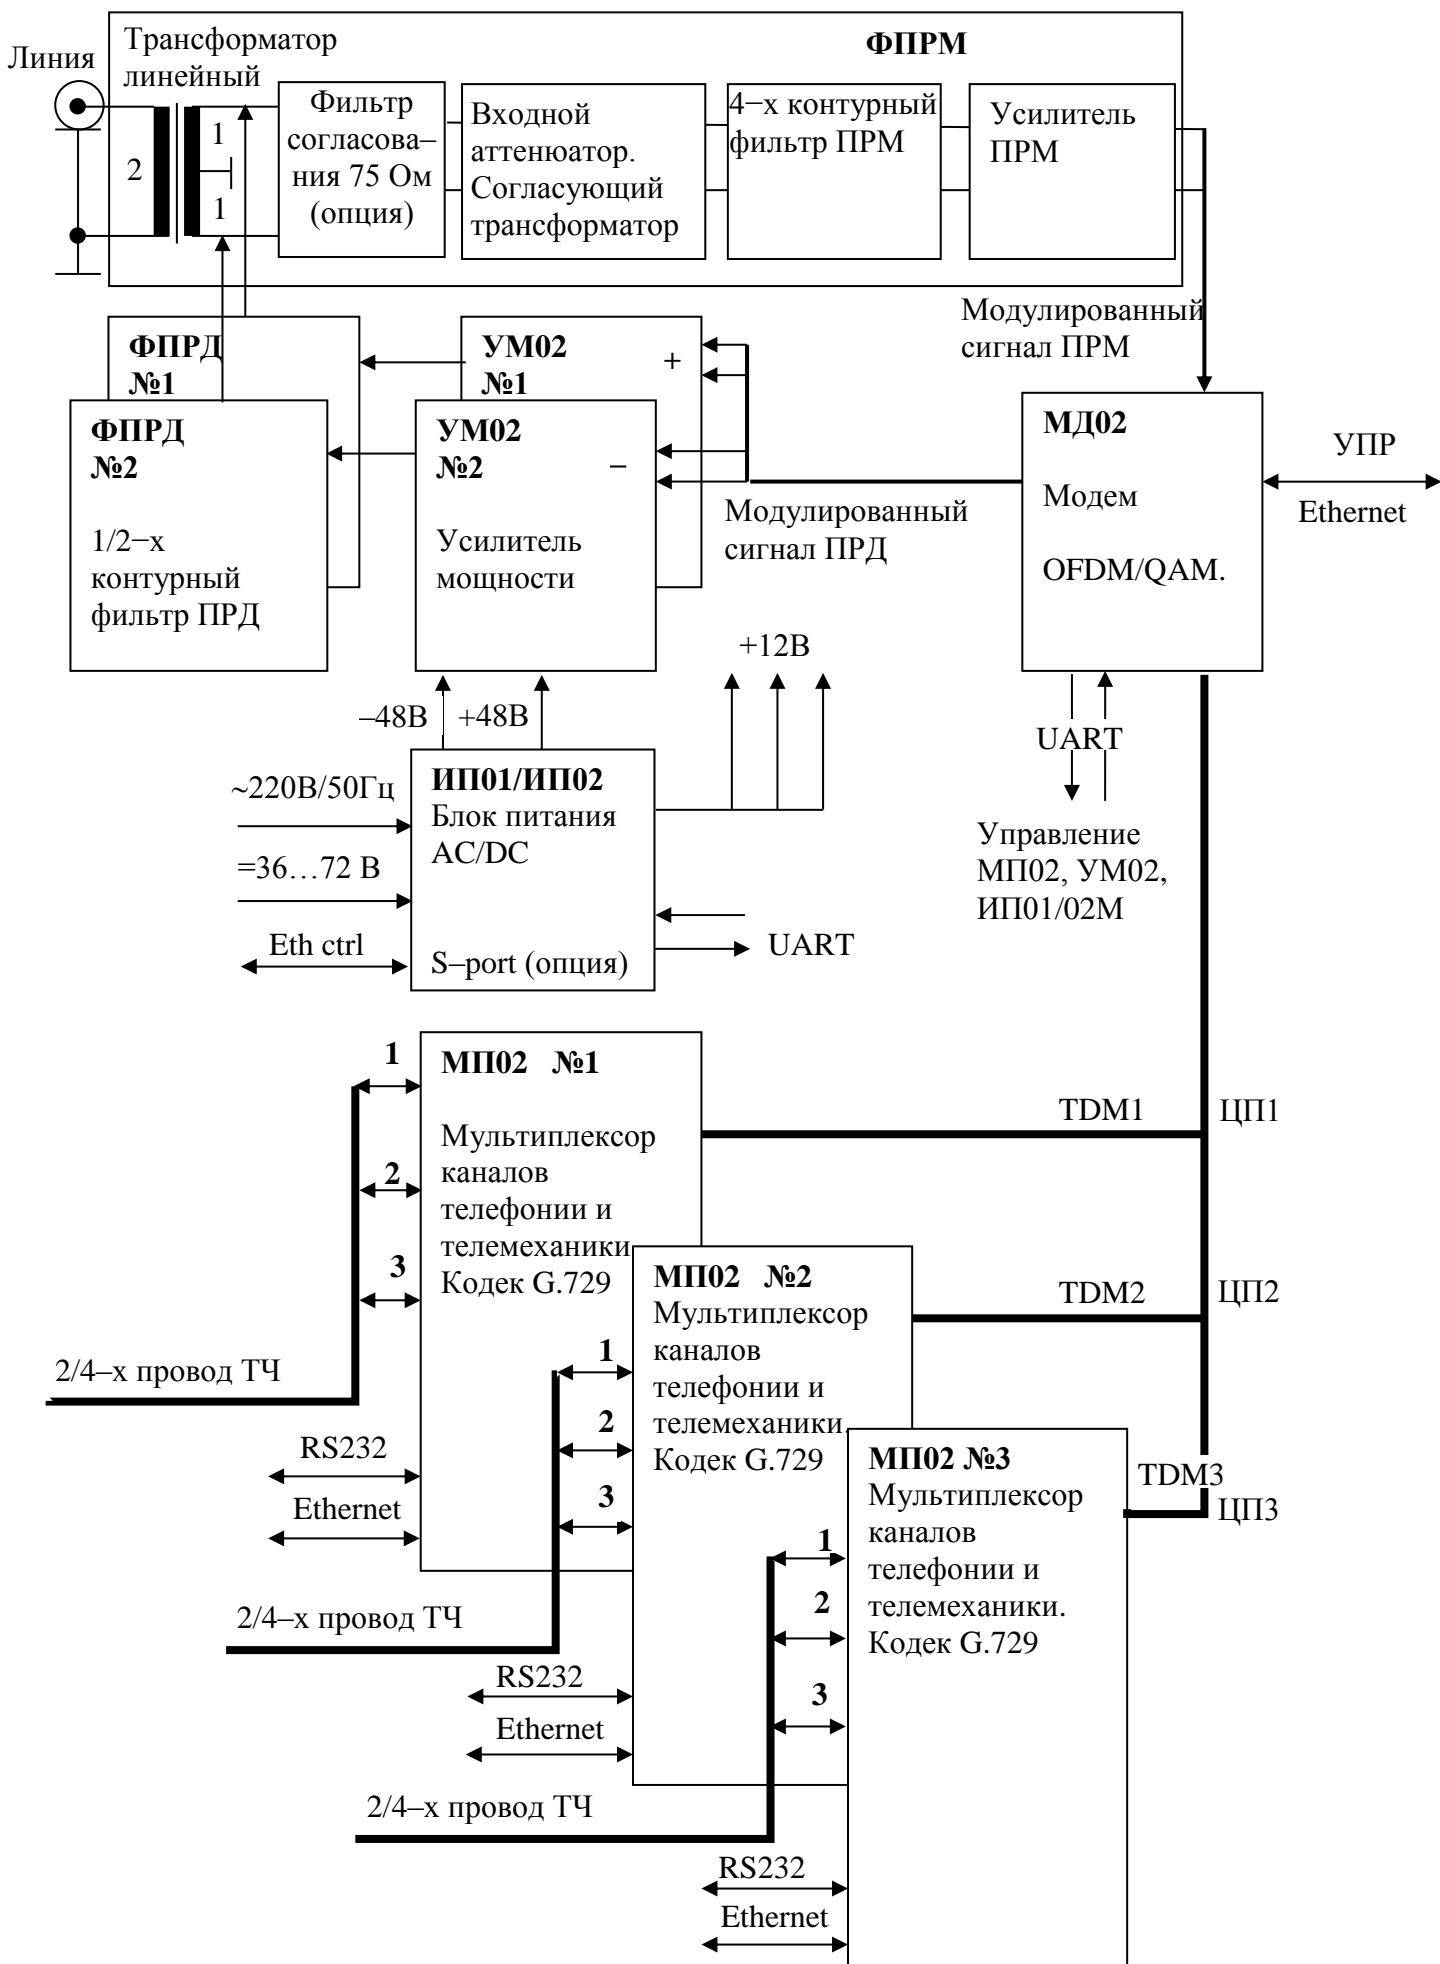 Линия
Трансформатор
линейный
ФПРМ
2
1
1
Фильтр
согласова–
ния 75 Ом
(опция)
Входной
аттенюатор.
Согласующий
трансформатор
4–х контурный
фильтр ПРМ
Усилитель
ПРМ
Модулированный
сигнал ПРМ
ФПРД
№1
ФПРД
№2
1/2–х
контурный
фильтр ПРД
УМ02
№1
+
УМ02
№2
–
Усилитель
мощности
Модулированный
сигнал ПРД
МД02
Модем
OFDM/QAM.
УПР
Ethernet
–48В
+48В
+12В
UART
Управление
МП02, УМ02,
ИП01/02М
~220В/50Гц
=36…72 В
Eth ctrl
ИП01/ИП02
Блок питания
AC/DC
S–port (опция)
UART
1
2
3
МП02 №1
Мультиплексор
каналов
телефонии и
телемеханики
Кодек G.729
TDM1
ЦП1
2/4–х провод ТЧ
RS232
Ethernet
1
2
3
МП02 №2
Мультиплексор
каналов
телефонии и
телемеханики.
Кодек G.729
TDM2
ЦП2
2/4–х провод ТЧ
RS232
Ethernet
1
2
3
МП02 №3
Мультиплексор
каналов
телефонии и
телемеханики.
Кодек G.729
TDM3
ЦП3
2/4–х провод ТЧ
RS232
Ethernet